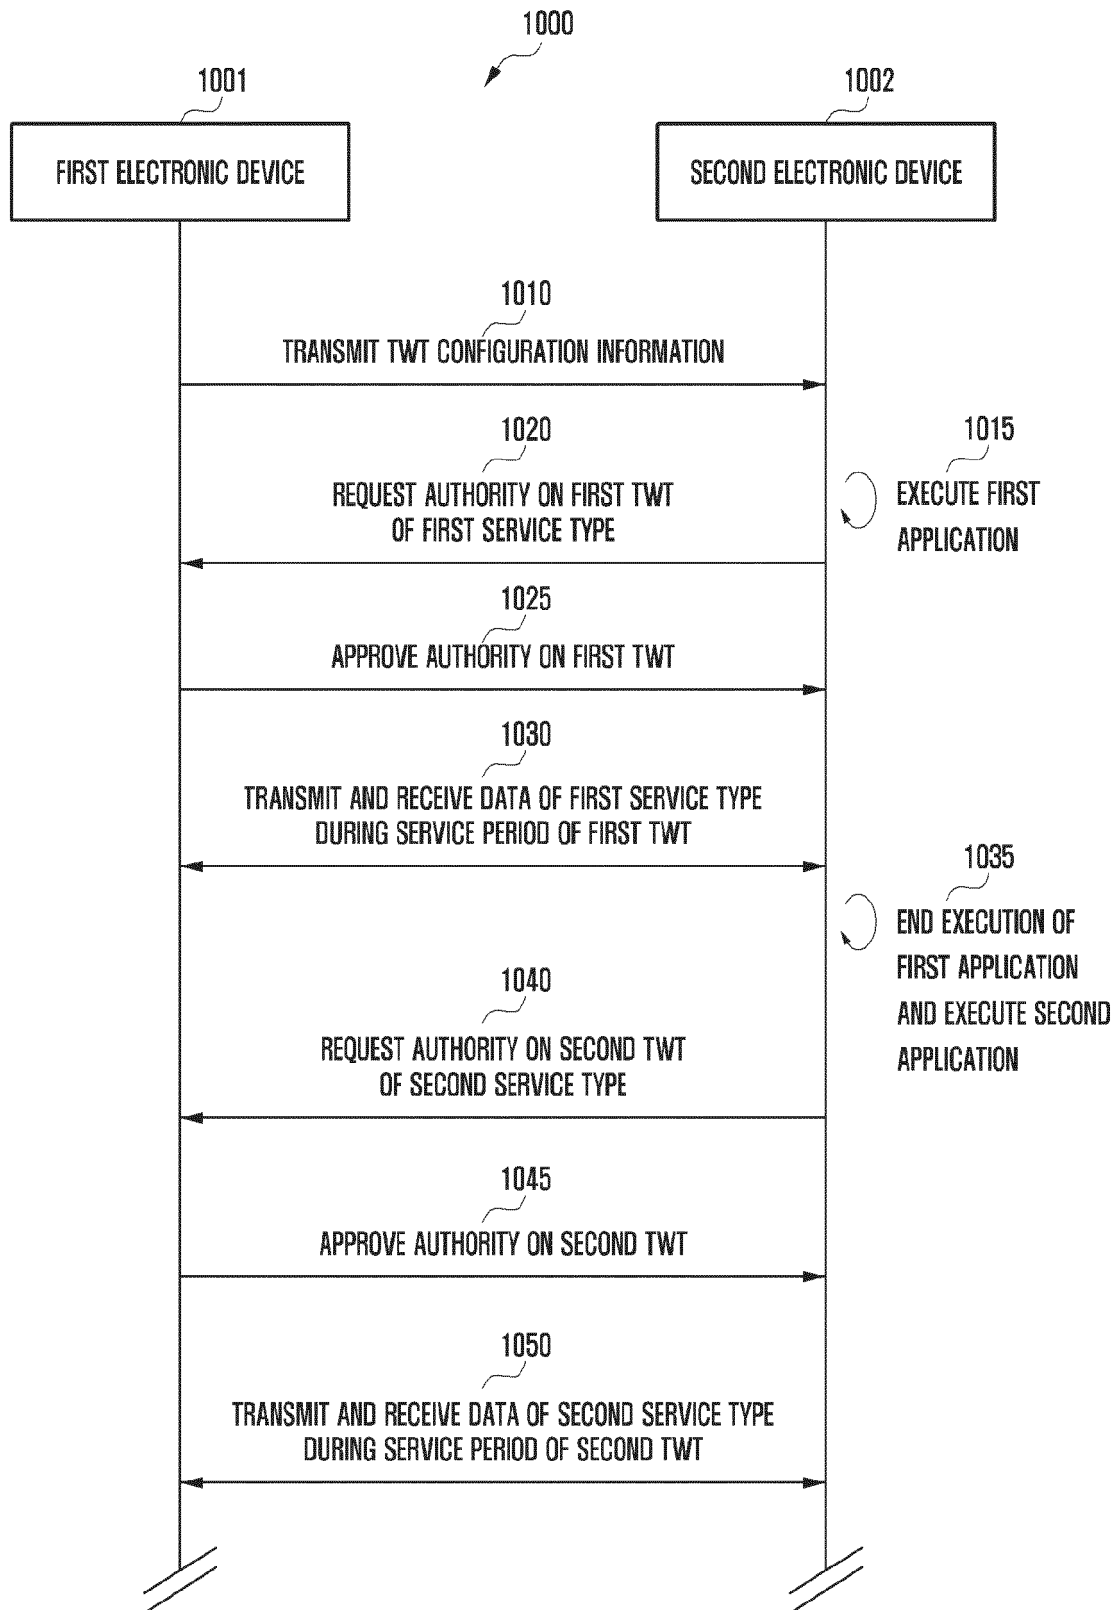 1000
1001
1002
FIRST ELECTRONIC DEVICE
SECOND ELECTRONIC DEVICE
1010
TRANSMIT TWT CONFIGURATION INFORMATION
1015
EXECUTE FIRST
APPLICATION
1020
REQUEST AUTHORITY ON FIRST TWT
OF FIRST SERVICE TYPE
1025
APPROVE AUTHORITY ON FIRST TWT
1030
TRANSMIT AND RECEIVE DATA OF FIRST SERVICE TYPE
DURING SERVICE PERIOD OF FIRST TWT
1035
END EXECUTION OF
FIRST APPLICATION
AND EXECUTE SECOND
APPLICATION
1040
REQUEST AUTHORITY ON SECOND TWT
OF SECOND SERVICE TYPE
1045
APPROVE AUTHORITY ON SECOND TWT
1050
TRANSMIT AND RECEIVE DATA OF SECOND SERVICE TYPE
DURING SERVICE PERIOD OF SECOND TWT